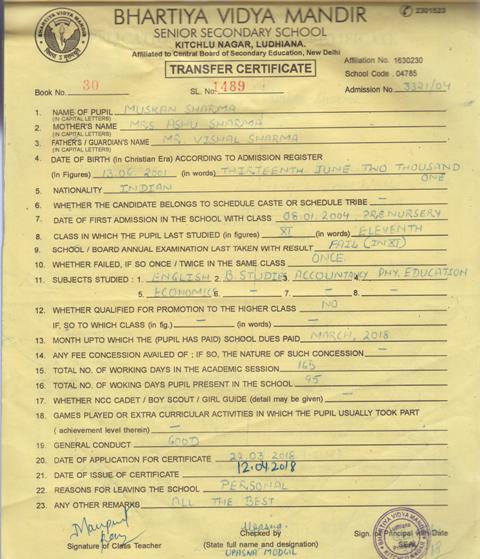 BHARTIYA VIDYA MANDIR
2301523
SENIOR SECONDARY SCHOOL
KITCHLU NAGAR, LUDHIANA.
Affiliated to Central Board of Secondary Education, New Delhi
TRANSFER CERTIFICATE
Affiliation No. 1630230
School Code . 04785
Book No. 30 SL. No. 1489 Admission No. 3321/04
1. NAME OF PUPIL MUSKAN SHARMA
(IN CAPITAL LETTERS)
2. MOTHER'S NAME MRS ASHU SHARMA
(IN CAPITAL LETTERS)
3. FATHER'S / GUARDIAN'S NAME MR. VISHAL SHARMA
(IN CAPITAL LETTERS)
4. DATE OF BIRTH (In Christian Era) ACCORDING TO ADMISSION REGISTER
(In Figures) 13.06.2001 (in words) THIRTEENTH JUNE TWO THOUSAND
ONE
5. NATIONALITY INDIAN
6. WHETHER THE CANDIDATE BELONGS TO SCHEDULE CASTE OR SCHEDULE TRIBE –
7. DATE OF FIRST ADMISSION IN THE SCHOOL WITH CLASS 08.01.2004, PRENURSERY
8. CLASS IN WHICH THE PUPIL LAST STUDIED (in figures) XI (in words) ELEVENTH
9. SCHOOL / BOARD ANNUAL EXAMINATION LAST TAKEN WITH RESULT FAIL (IN XI)
10. WHETHER FAILED, IF SO ONCE / TWICE IN THE SAME CLASS ONCE
11. SUBJECTS STUDIED : 1. ENGLISH 2. B. STUDIES 3. ACCOUNTANCY PHY. EDUCATION
5. ECONOMICS 6. – 7. – 8. –
12. WHETHER QUALIFIED FOR PROMOTION TO THE HIGHER CLASS NO
IF, SO TO WHICH CLASS (in fig.) – (in words) –
13. MONTH UPTO WHICH THE (PUPIL HAS PAID) SCHOOL DUES PAID MARCH, 2018
14. ANY FEE CONCESSION AVAILED OF ; IF SO, THE NATURE OF SUCH CONCESSION –
15. TOTAL NO. OF WORKING DAYS IN THE ACADEMIC SESSION 163
16. TOTAL NO. OF WOKING DAYS PUPIL PRESENT IN THE SCHOOL 95
17. WHETHER NCC CADET / BOY SCOUT / GIRL GUIDE (detail may be given) –
18. GAMES PLAYED OR EXTRA CURRICULAR ACTIVITIES IN WHICH THE PUPIL USUALLY TOOK PART
( achievement level therein) –
19. GENERAL CONDUCT GOOD
20. DATE OF APPLICATION FOR CERTIFICATE 22.03.2018
21. DATE OF ISSUE OF CERTIFICATE 12.04.2018
22. REASONS FOR LEAVING THE SCHOOL PERSONAL
23. ANY OTHER REMARKS ALL THE BEST
Signature of Class Teacher
Checked by
(State full name and designation)
UPASNA MODGIL
Sign. of Principal with Date
BHARTIYA VIDYA MANDIR